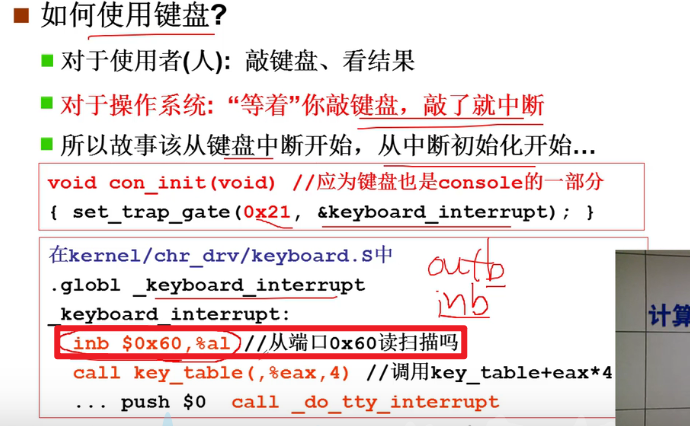 如何使用键盘?
对于使用者(人): 敲键盘、看结果
对于操作系统: “等着”你敲键盘，敲了就中断
所以故事该从键盘中断开始，从中断初始化开始…
void con_init(void) //应为键盘也是console的一部分
{ set_trap_gate(0x21, &keyboard_interrupt); }
在kernel/chr_drv/keyboard.S中
.globl _keyboard_interrupt
_keyboard_interrupt:
inb $0x60,%al //从端口0x60读扫描吗
call key_table(,%eax,4) //调用key_table+eax*4
... push $0 call _do_tty_interrupt
outb
inb
计算